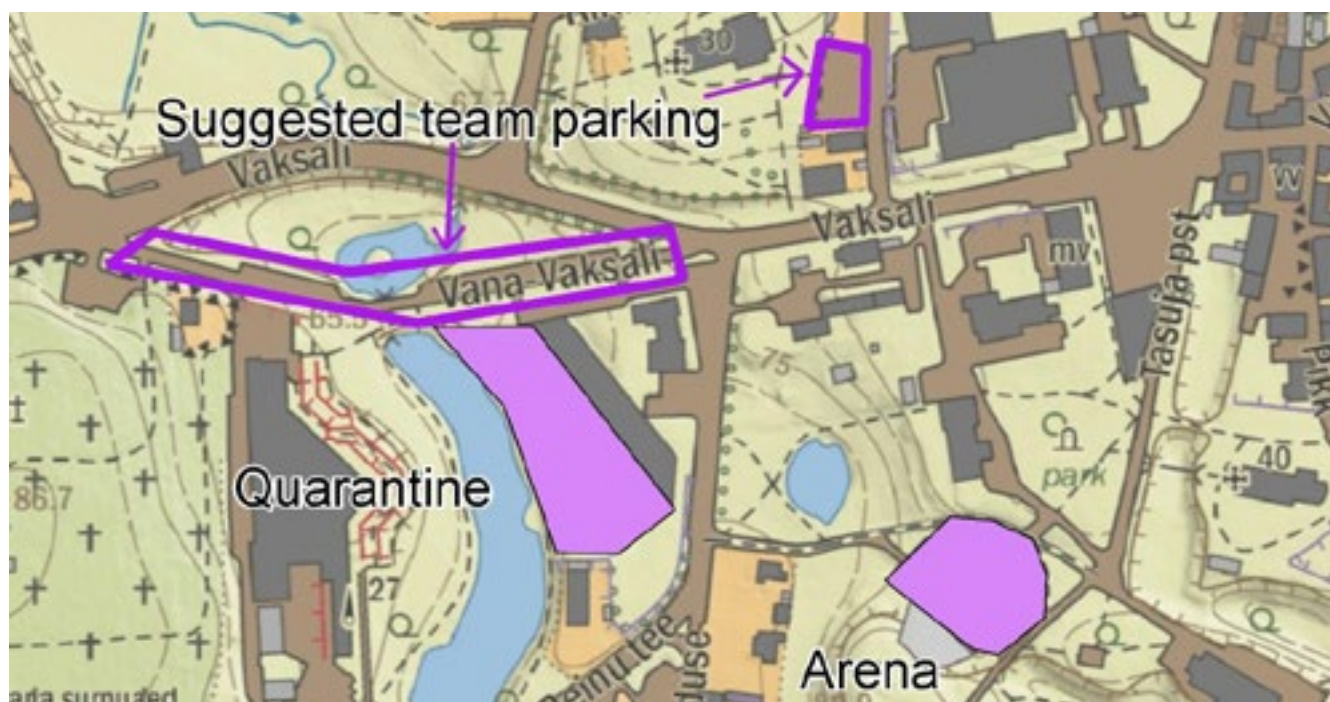 30
Suggested team parking
Vaksali
Vaksali
Vana-Vaksali
65.5
mv
Tasuja pst
VV
75
Quarantine
86.7
park
40
27
Arena